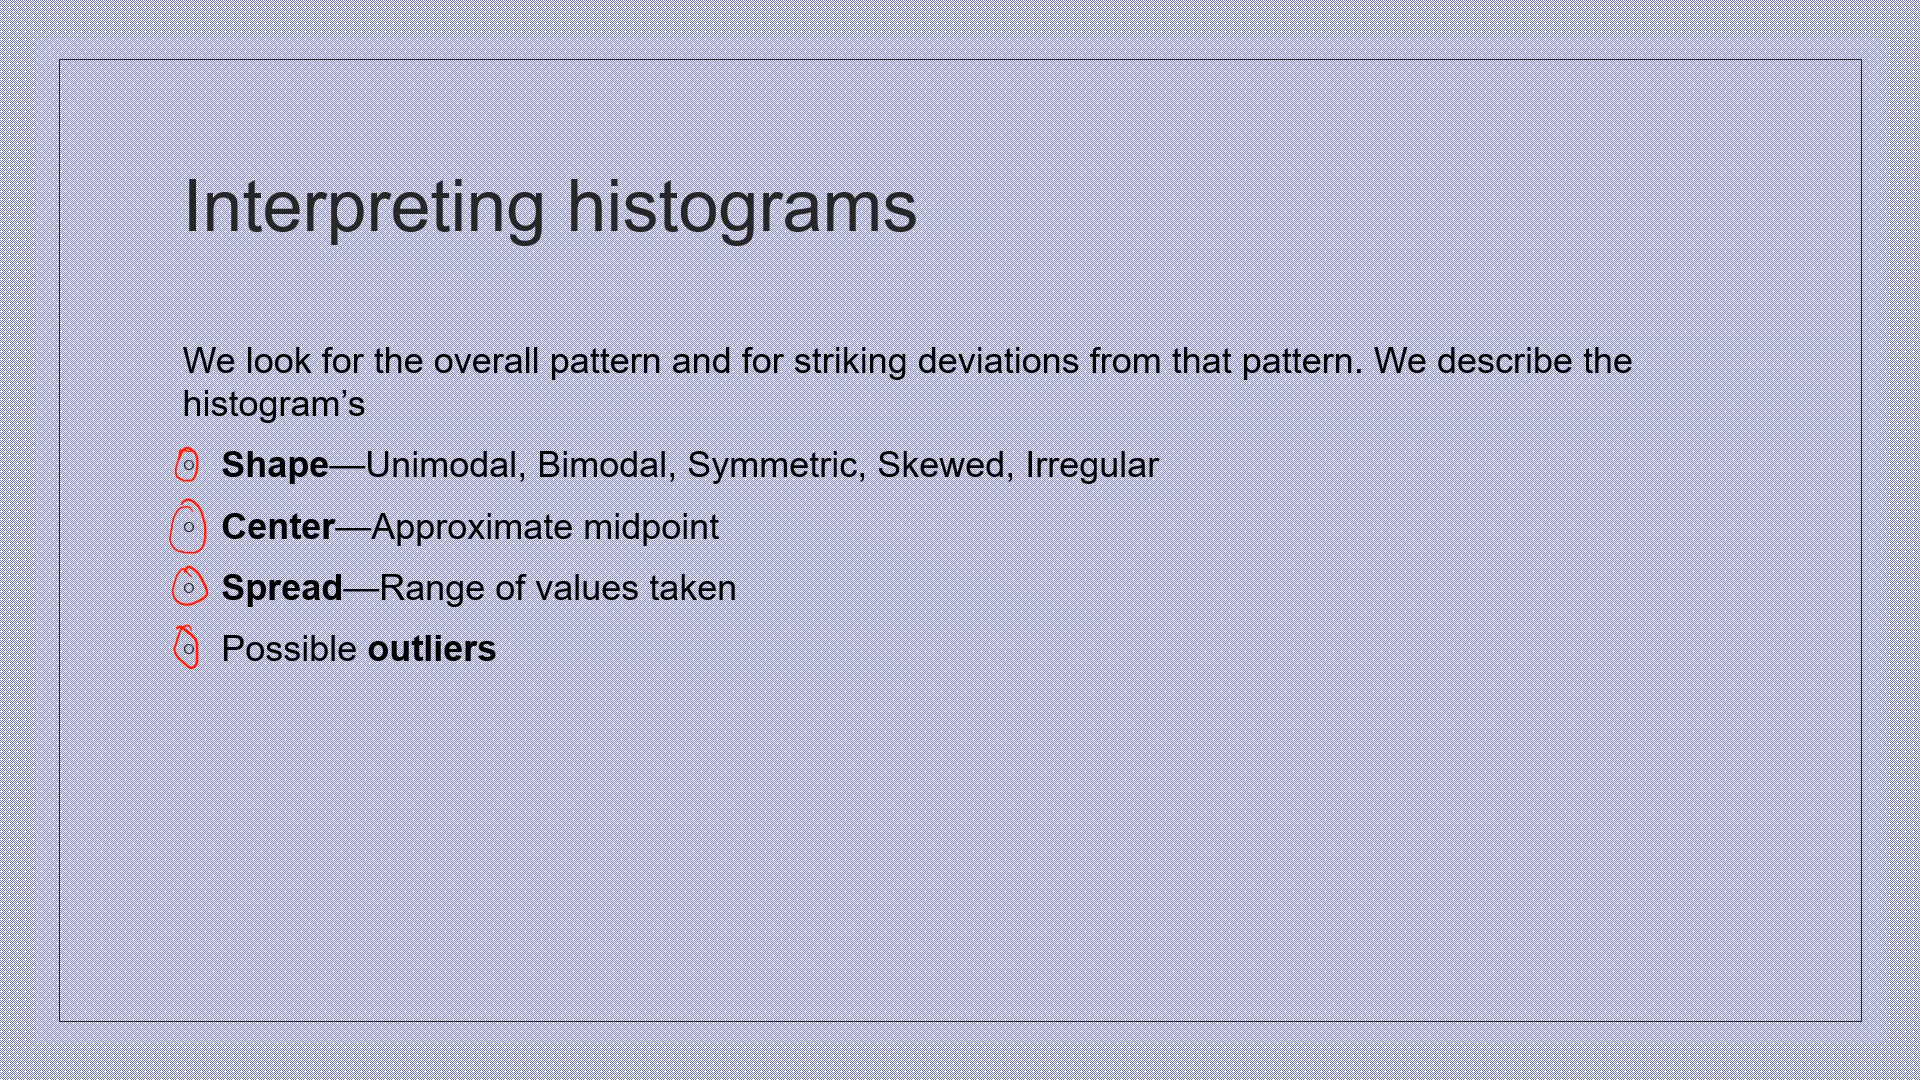 Interpreting histograms
We look for the overall pattern and for striking deviations from that pattern. We describe the
histogram’s
Shape—Unimodal, Bimodal, Symmetric, Skewed, Irregular
Center—Approximate midpoint
Spread—Range of values taken
Possible outliers